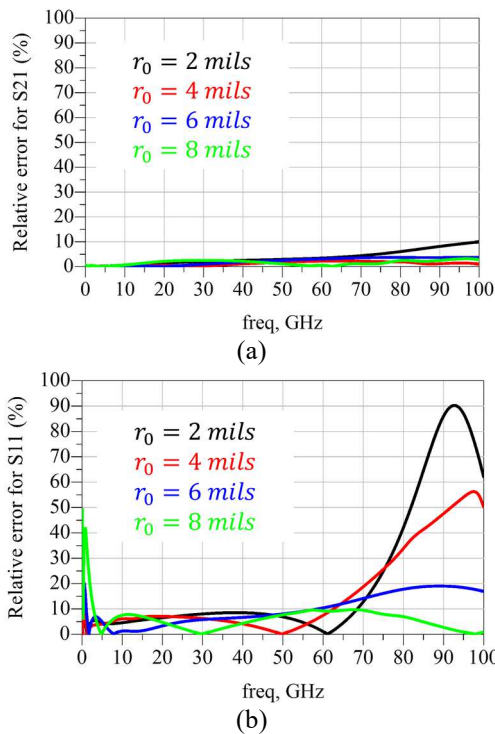 Relative error for S21 (%)
100
90
80
70
60
50
40
30
20
10
0
r₀ = 2 mils
r₀ = 4 mils
r₀ = 6 mils
r₀ = 8 mils
0 10 20 30 40 50 60 70 80 90 100
freq, GHz
(a)
Relative error for S11 (%)
100
90
80
70
60
50
40
30
20
10
0
r₀ = 2 mils
r₀ = 4 mils
r₀ = 6 mils
r₀ = 8 mils
0 10 20 30 40 50 60 70 80 90 100
freq, GHz
(b)